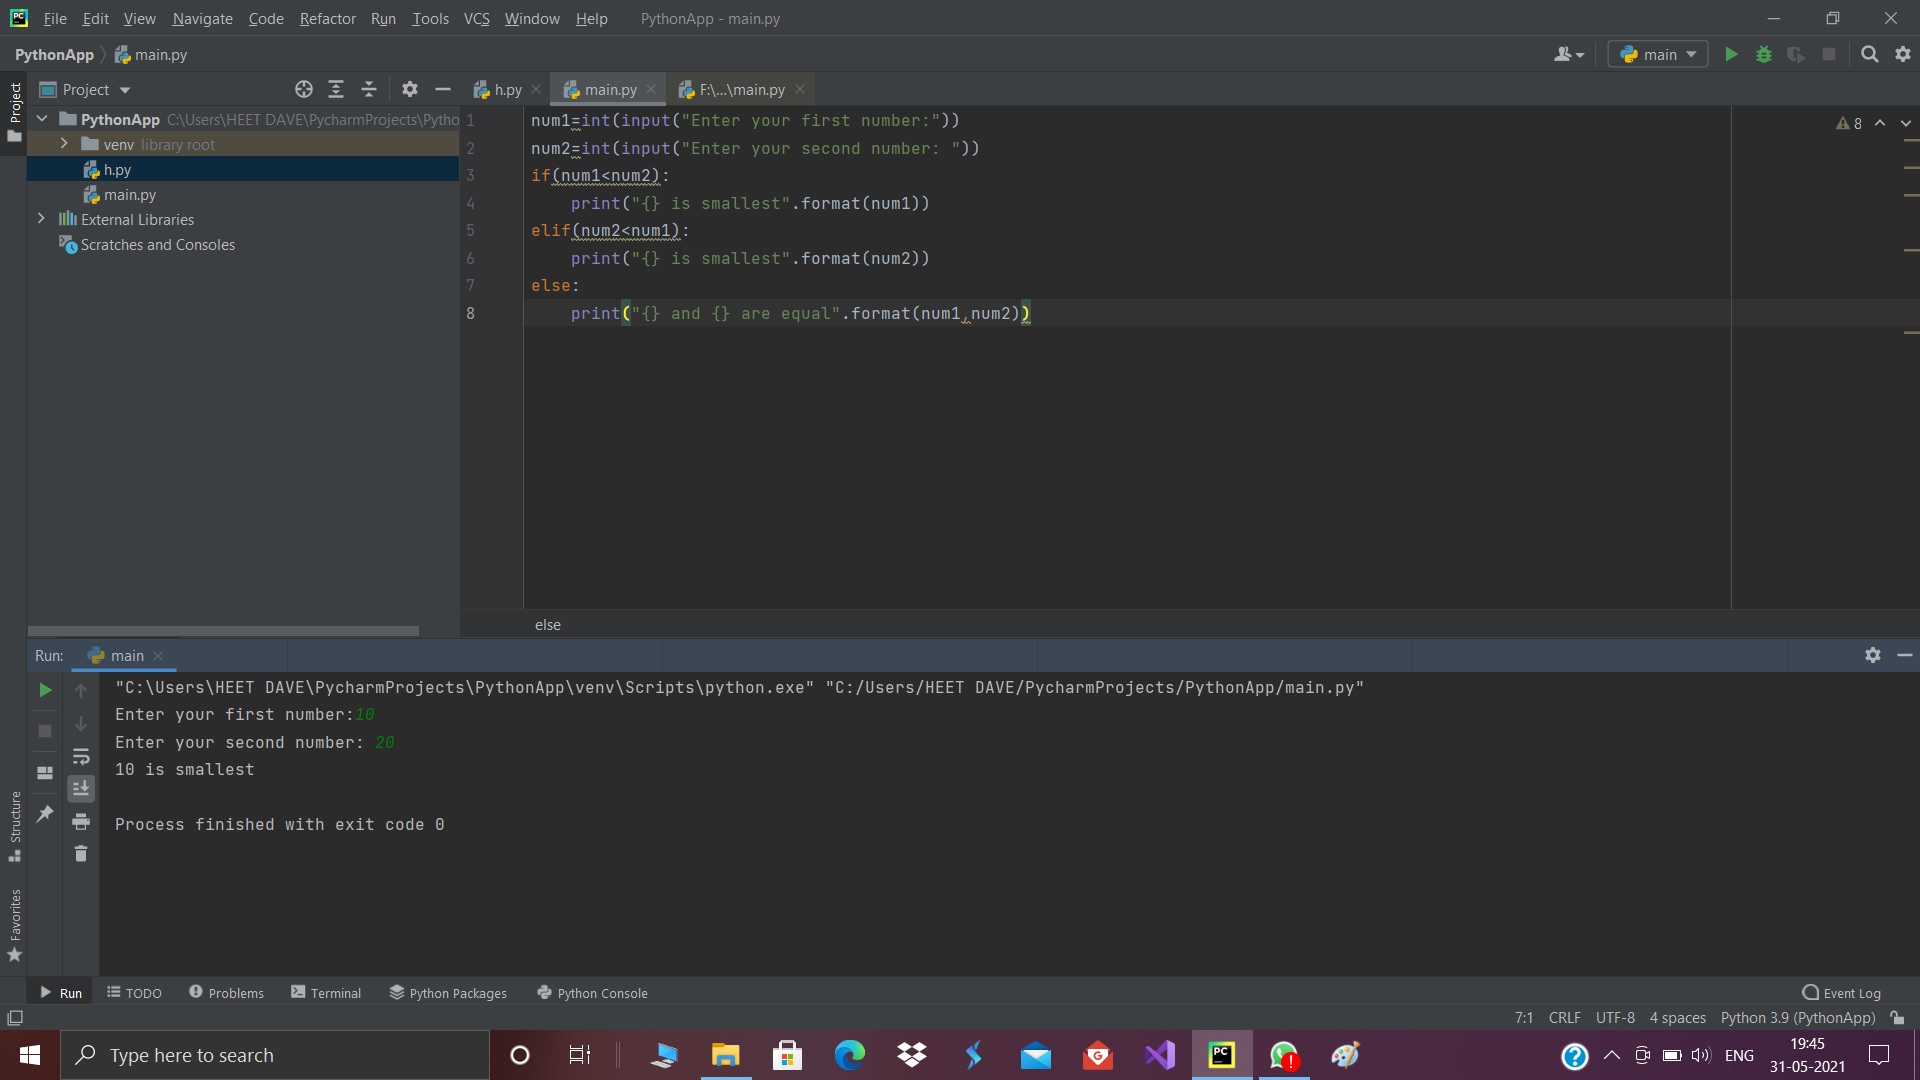 File Edit View Navigate Code Refactor Run Tools VCS Window Help PythonApp - main.py
PythonApp main.py main
Project Project h.py main.py F:\...\main.py
PythonApp C:\Users\HEET DAVE\PycharmProjects\Pytho
venv library root
h.py
main.py
External Libraries
Scratches and Consoles
1 num1=int(input("Enter your first number:"))
2 num2=int(input("Enter your second number: "))
3 if(num1<num2):
4 print("{} is smallest".format(num1))
5 elif(num2<num1):
6 print("{} is smallest".format(num2))
7 else:
8 print("{} and {} are equal".format(num1,num2))
8
else
Run: main
"C:\Users\HEET DAVE\PycharmProjects\PythonApp\venv\Scripts\python.exe" "C:/Users/HEET DAVE/PycharmProjects/PythonApp/main.py"
Enter your first number:10
Enter your second number: 20
10 is smallest
Process finished with exit code 0
Structure
Favorites
Run TODO Problems Terminal Python Packages Python Console Event Log
7:1 CRLF UTF-8 4 spaces Python 3.9 (PythonApp)
Type here to search PC ENG 19:45
31-05-2021